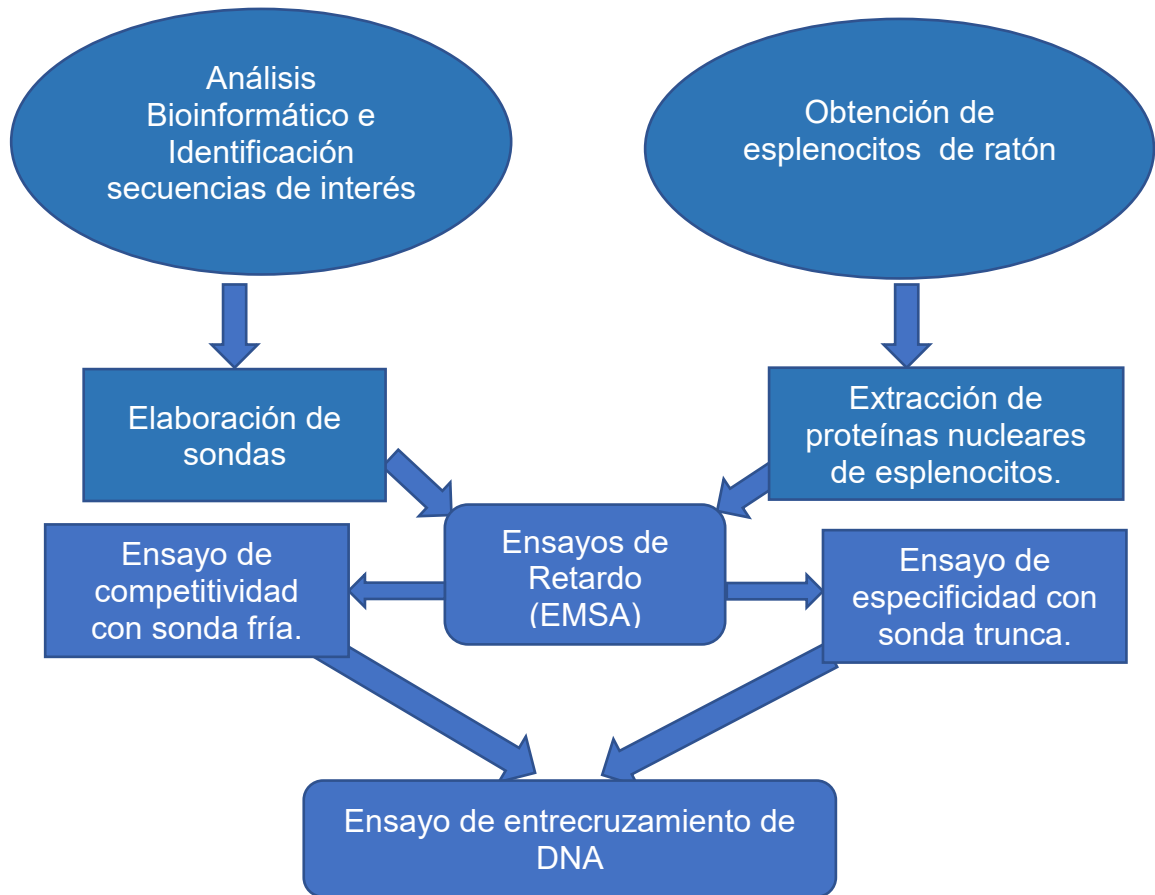 Análisis
Bioinformático e
Identificación
secuencias de interés
Obtención de
esplenocitos de ratón
Elaboración de
sondas
Extracción de
proteínas nucleares
de esplenocitos.
Ensayo de
competitividad
con sonda fría.
Ensayos de
Retardo
(EMSA)
Ensayo de
especificidad con
sonda trunca.
Ensayo de entrecruzamiento de
DNA